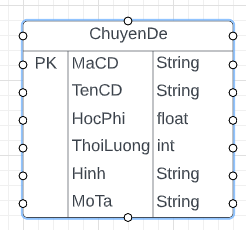 ChuyenDe
PK MaCD String
TenCD String
HocPhi float
ThoiLuong int
Hinh String
MoTa String